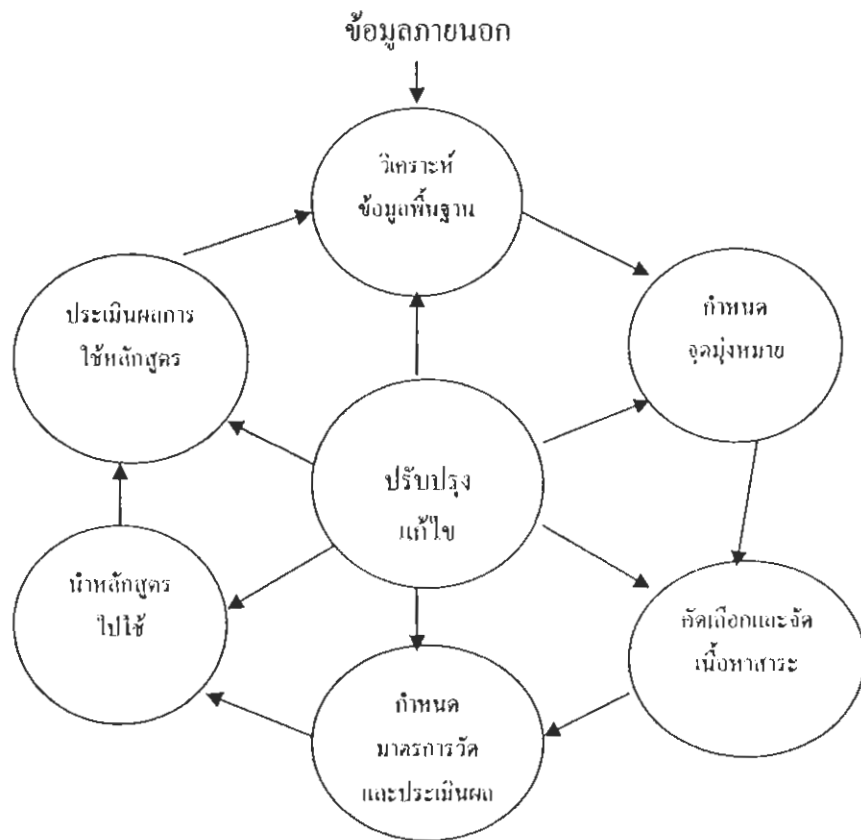 ข้อมูลภายนอก
วิเคราะห์
ข้อมูลพื้นฐาน
กำหนด
จุดมุ่งหมาย
คัดเลือกและจัด
เนื้อหาสาระ
กำหนด
มาตรการวัด
และประเมินผล
นำหลักสูตร
ไปใช้
ประเมินผลการ
ใช้หลักสูตร
ปรับปรุง
แก้ไข